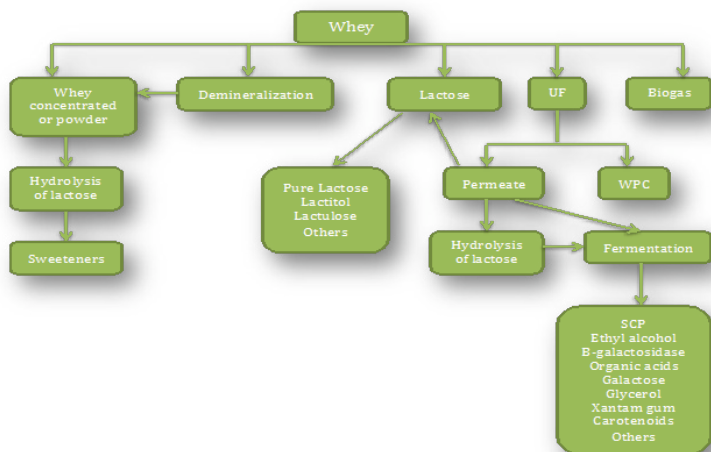 Whey
Whey
concentrated
or powder
Demineralization
Lactose
UF
Biogas
Hydrolysis
of lactose
Pure Lactose
Lactitol
Lactulose
Others
Permeate
WPC
Sweeteners
Hydrolysis
of lactose
Fermentation
SCP
Ethyl alcohol
B-galactosidase
Organic acids
Galactose
Glycerol
Xantam gum
Carotenoids
Others